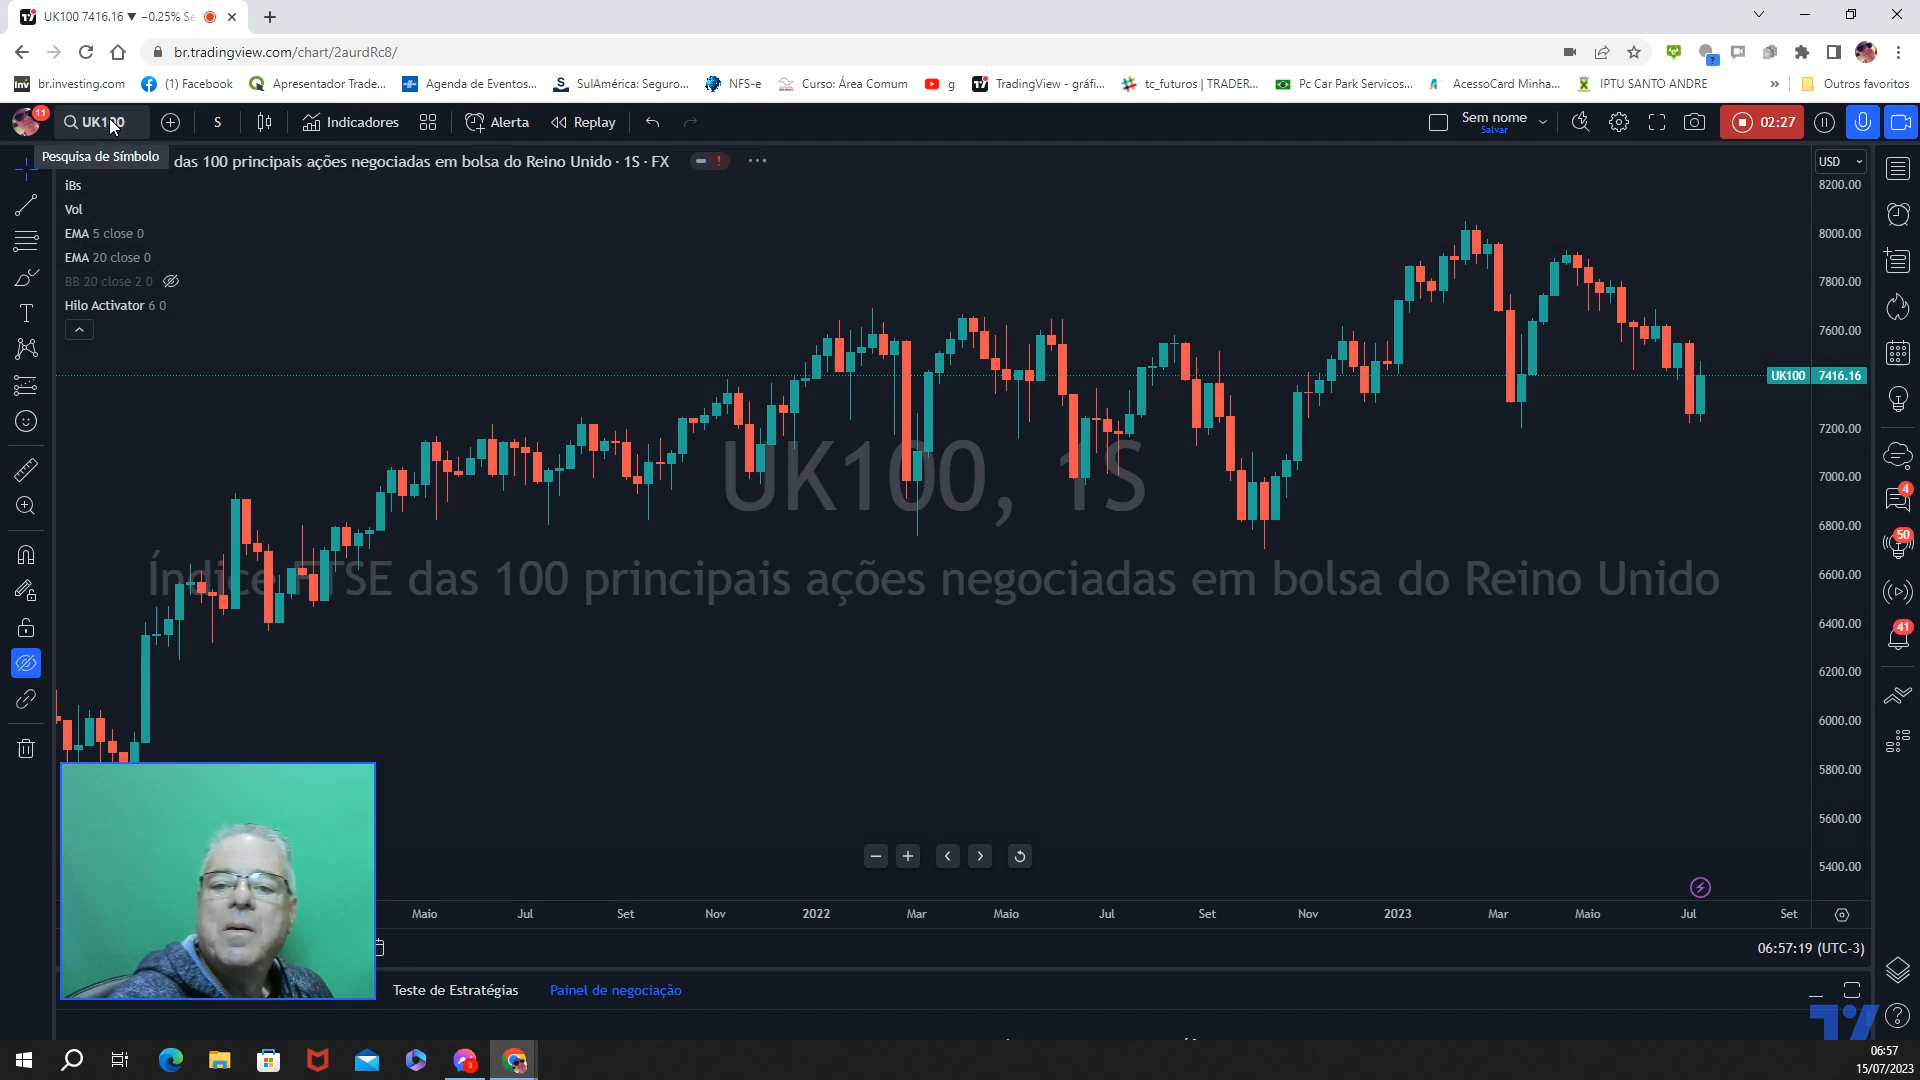 UK100 7416.16 ▼ −0.25% Se
br.tradingview.com/chart/2aurdRc8/
Inv br.investing.com
(1) Facebook
Apresentador Trade...
Agenda de Eventos...
SulAmérica: Seguro...
NFS-e
Curso: Área Comum
g
TradingView - gráfi...
tc_futuros | TRADER...
Pc Car Park Servicos...
AcessoCard Minha...
IPTU SANTO ANDRE
»
Outros favoritos
11
UK100
S
Indicadores
Alerta
Replay
Sem nome
Salvar
02:27
Pesquisa de Símbolo
das 100 principais ações negociadas em bolsa do Reino Unido · 1S · FX
USD
iBs
Vol
EMA 5 close 0
EMA 20 close 0
BB 20 close 2 0
Hilo Activator 6 0
8200.00
8000.00
7800.00
7600.00
UK100 7416.16
7200.00
7000.00
6800.00
6600.00
6400.00
6200.00
6000.00
5800.00
5600.00
5400.00
UK100, 1S
Índice FTSE das 100 principais ações negociadas em bolsa do Reino Unido
4
50
41
Maio
Jul
Set
Nov
2022
Mar
Maio
Jul
Set
Nov
2023
Mar
Maio
Jul
Set
06:57:19 (UTC-3)
Teste de Estratégias
Painel de negociação
3
06:57
15/07/2023